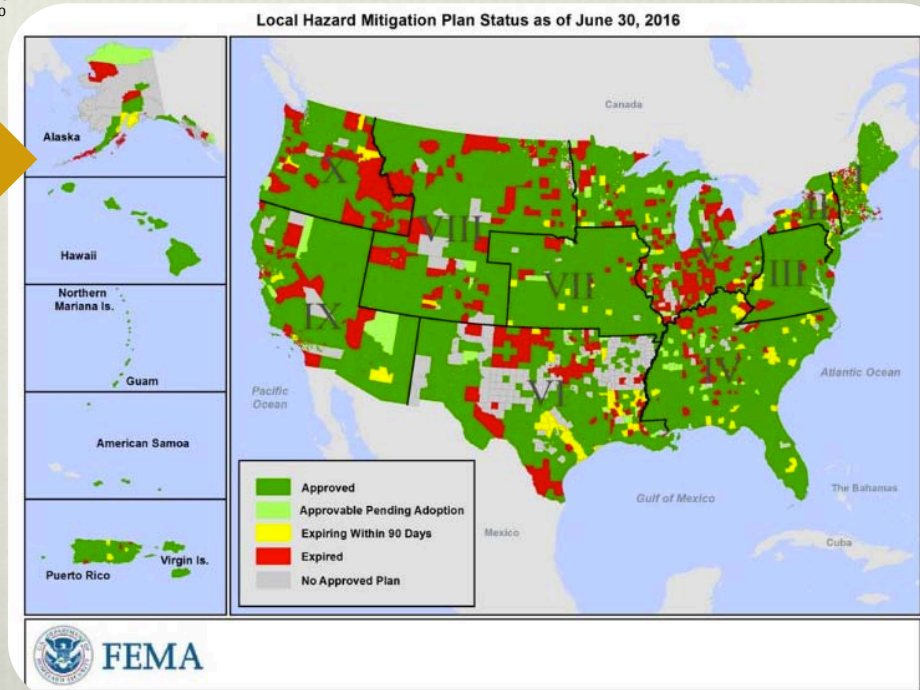 Local Hazard Mitigation Plan Status as of June 30, 2016
Canada
Alaska
X
VIII
I
II
V
Hawaii
VII
III
Northern
Mariana Is.
IX
IV
VI
Guam
Pacific
Ocean
Atlantic Ocean
American Samoa
Approved
Approvable Pending Adoption
Expiring Within 90 Days
Expired
No Approved Plan
Gulf of Mexico
The Bahamas
Mexico
Cuba
Virgin Is.
Puerto Rico
FEMA